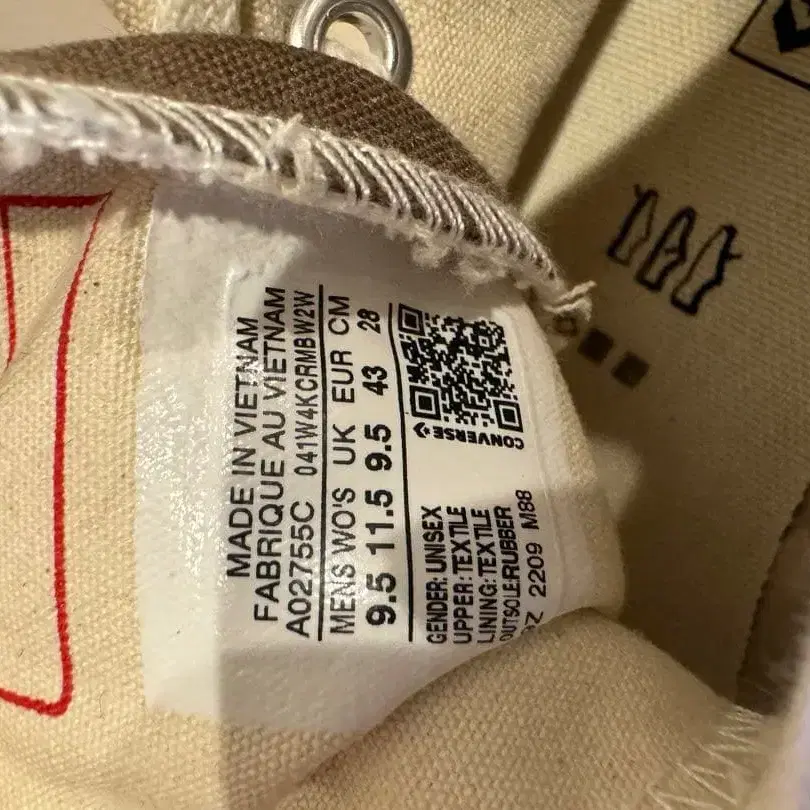 MADE IN VIETNAM
FABRIQUE AU VIETNAM
A02755C 041W4KCRMBW2W
MENS WO'S UK EUR CM
9.5 11.5 9.5 43 28
CONVERSE
GENDER: UNISEX
UPPER: TEXTILE
LINING: TEXTILE
OUTSOLE:RUBBER
2209 M88